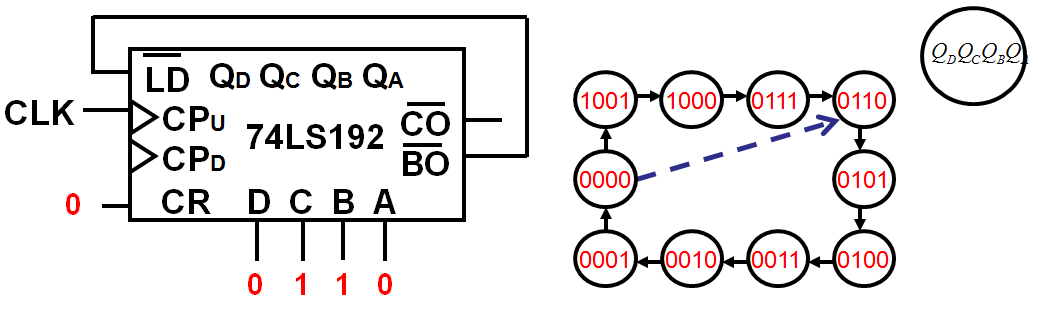 LD QD QC QB QA
CLK CPU
74LS192 CO
CPD BO
0 CR D C B A
0 1 1 0
QDQCQBQA
1001 1000 0111 0110
0000 0101
0001 0010 0011 0100